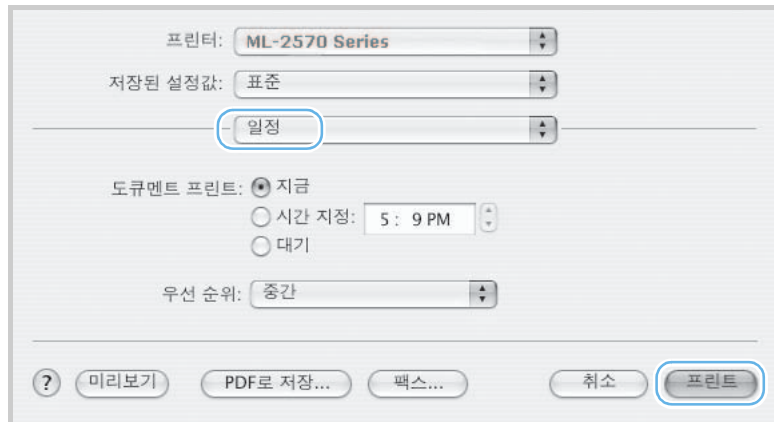 프린터: ML-2570 Series
저장된 설정값: 표준
일정
도큐멘트 프린트: 지금
시간 지정: 5 : 9 PM
대기
우선 순위: 중간
? 미리보기 PDF로 저장... 팩스... 취소 프린트